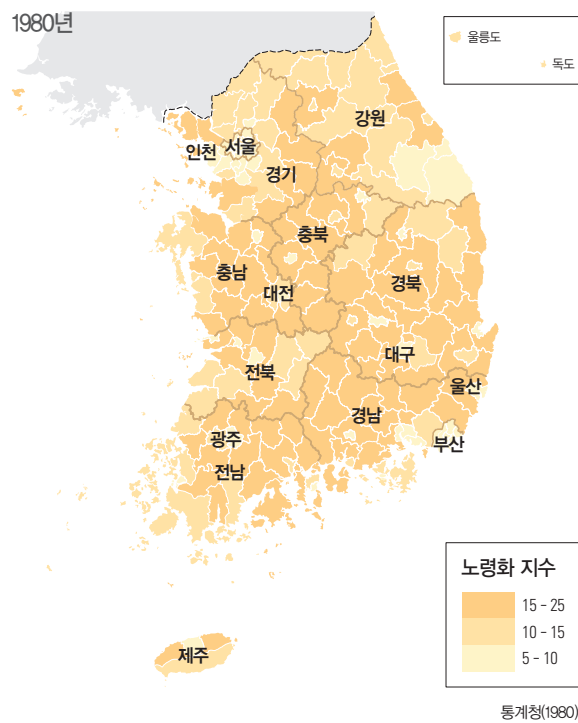 1980년
울릉도
독도
강원
인천
서울
경기
충북
충남
대전
경북
대구
전북
울산
경남
부산
광주
전남
제주
노령화 지수
15 - 25
10 - 15
5 - 10
통계청(1980)